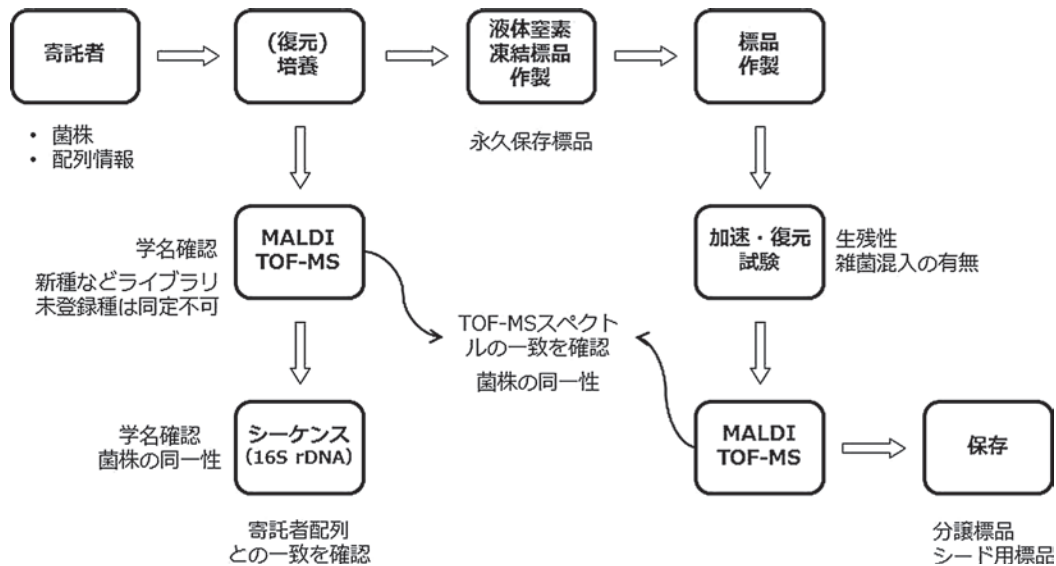 寄託者
(復元)
培養
液体窒素
凍結標品
作製
標品
作製
・ 菌株
・ 配列情報
永久保存標品
学名確認
新種などライブラリ
未登録種は同定不可
MALDI
TOF-MS
加速・復元
試験
生残性
雑菌混入の有無
TOF-MSスペクト
ルの一致を確認
菌株の同一性
学名確認
菌株の同一性
シーケンス
(16S rDNA)
MALDI
TOF-MS
保存
寄託者配列
との一致を確認
分譲標品
シード用標品